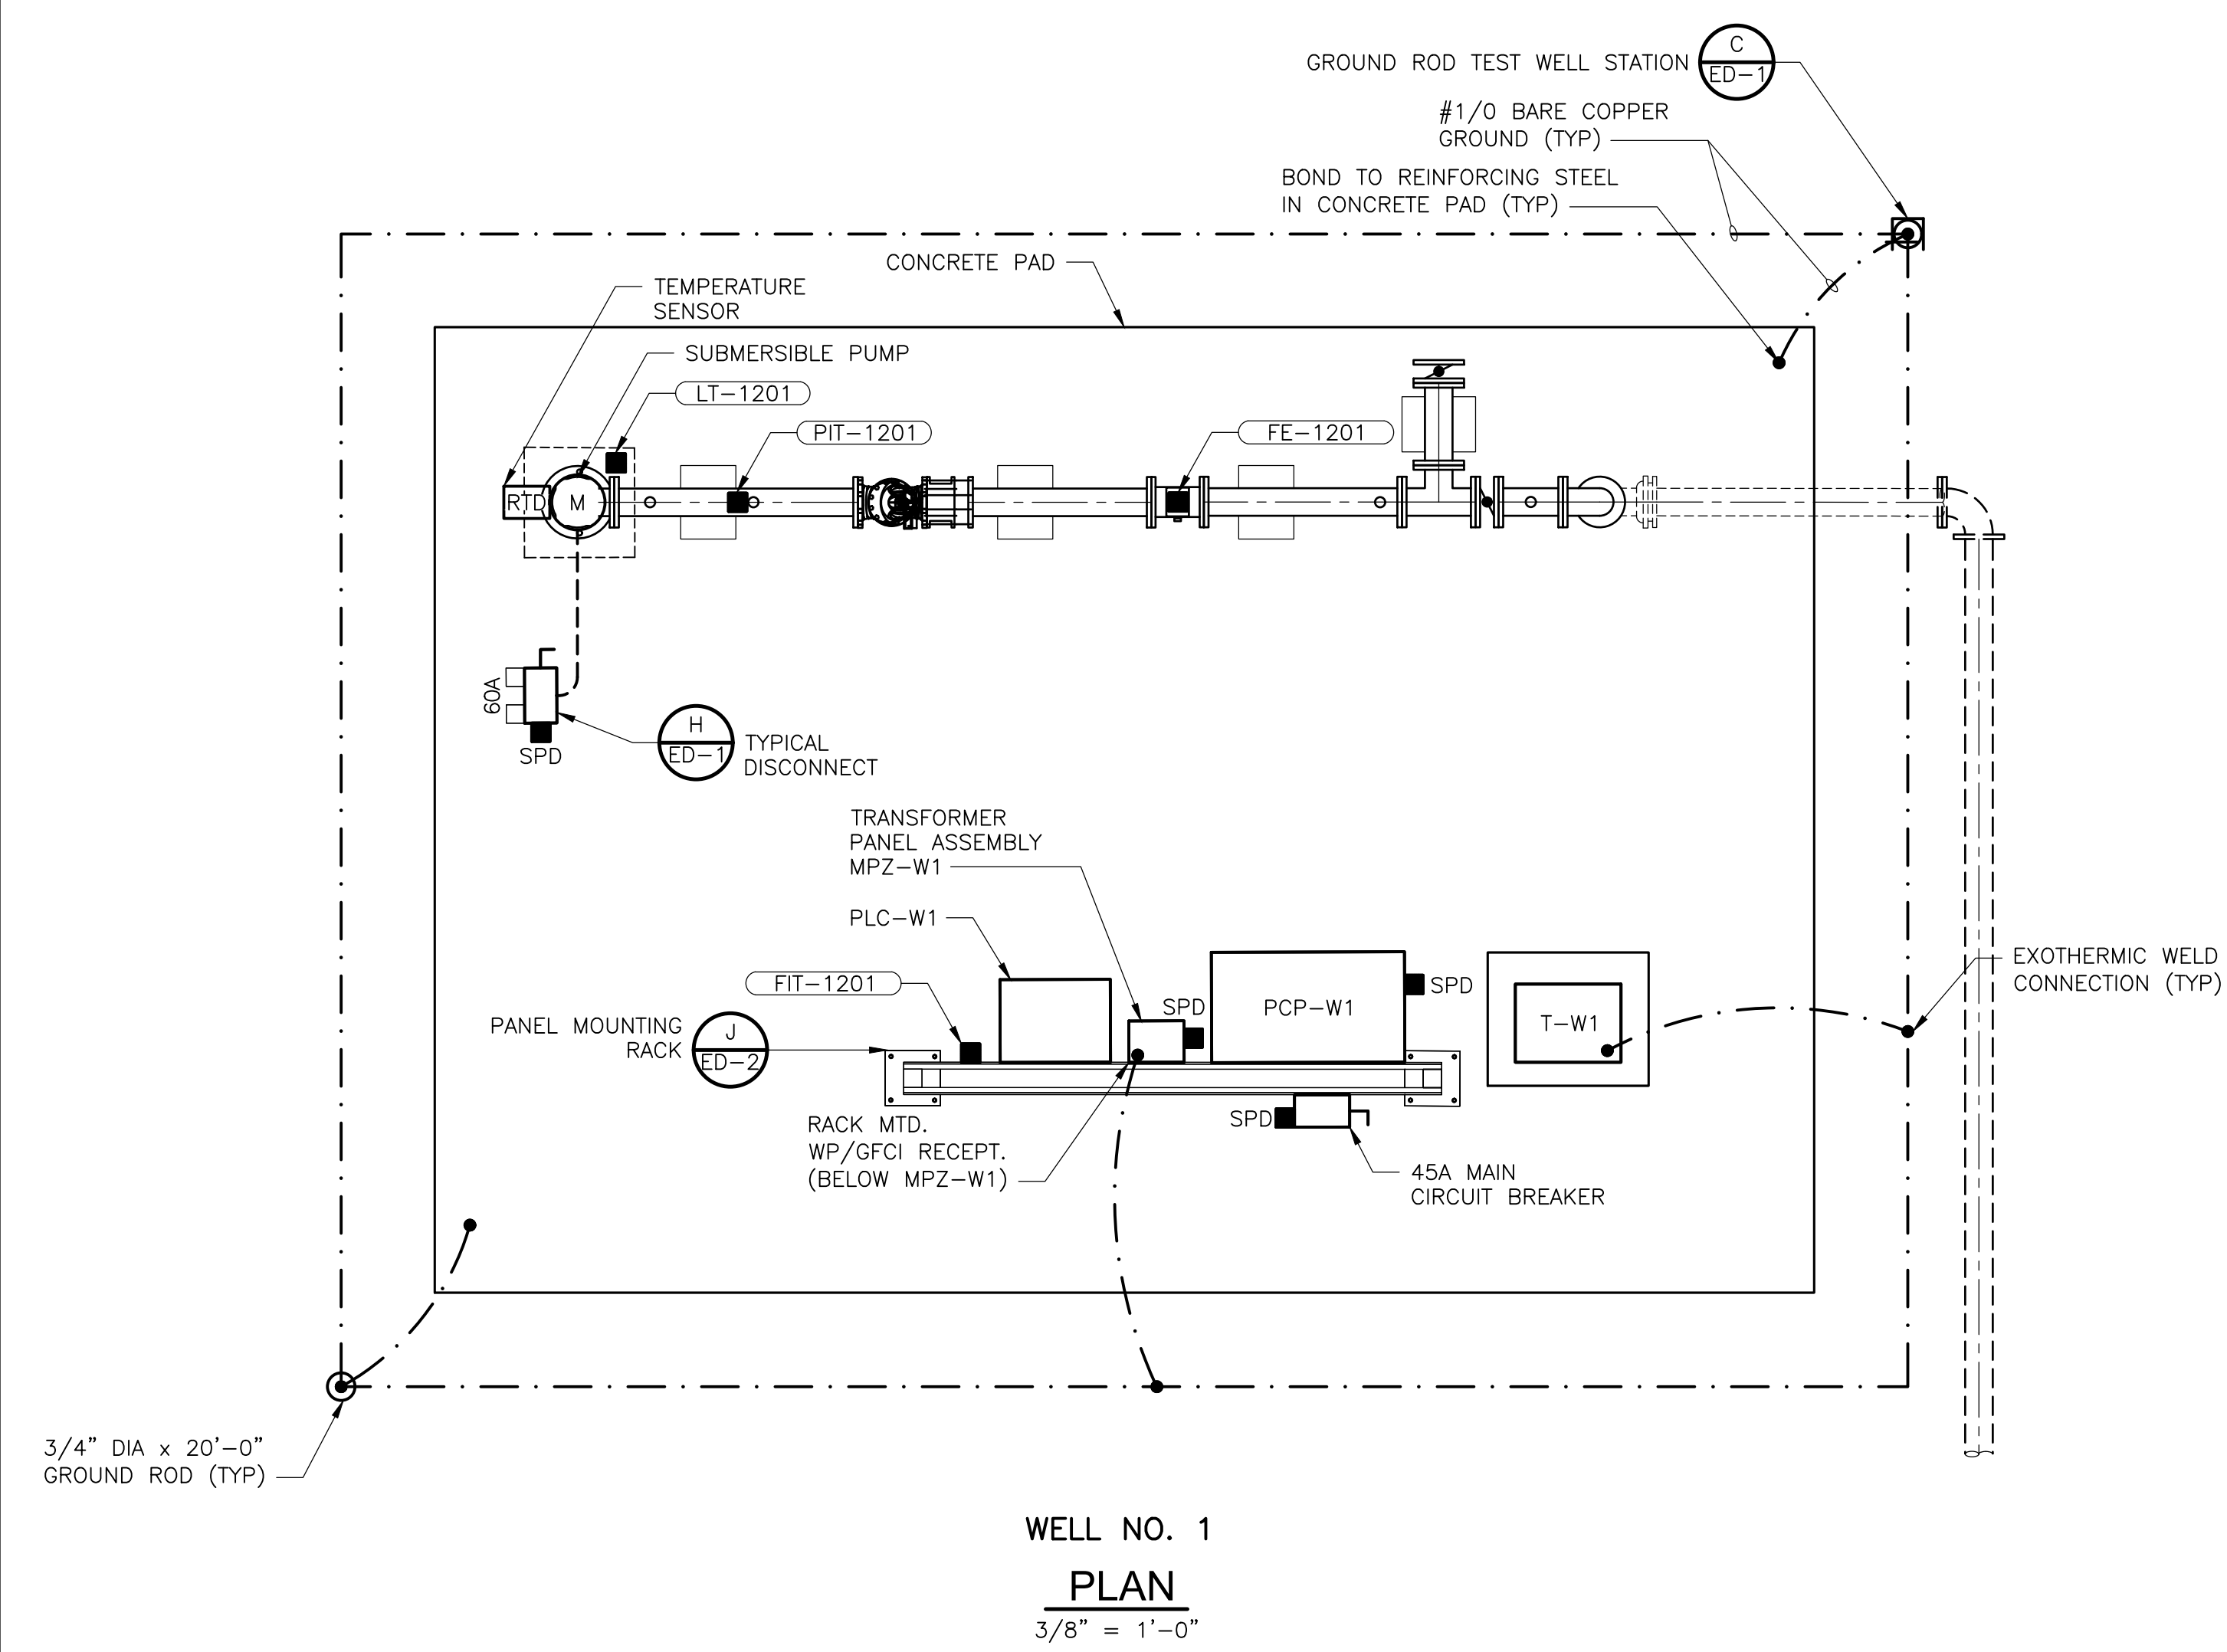 GROUND ROD TEST WELL STATION
C
ED-1
#1/0 BARE COPPER
GROUND (TYP)
BOND TO REINFORCING STEEL
IN CONCRETE PAD (TYP)
CONCRETE PAD
TEMPERATURE
SENSOR
SUBMERSIBLE PUMP
LT-1201
PIT-1201
FE-1201
RTD
M
60A
SPD
H
ED-1
TYPICAL
DISCONNECT
TRANSFORMER
PANEL ASSEMBLY
MPZ-W1
PLC-W1
FIT-1201
SPD
PCP-W1
SPD
T-W1
EXOTHERMIC WELD
CONNECTION (TYP)
PANEL MOUNTING
RACK
J
ED-2
RACK MTD.
WP/GFCI RECEPT.
(BELOW MPZ-W1)
SPD
45A MAIN
CIRCUIT BREAKER
3/4" DIA x 20'-0"
GROUND ROD (TYP)
WELL NO. 1
PLAN
3/8" = 1'-0"